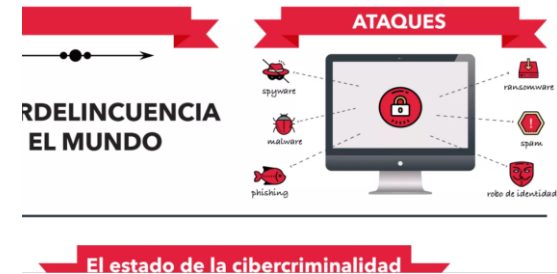 RDELINCUENCIA
EL MUNDO
ATAQUES
spyware
malware
phishing
ransomware
spam
robo de identidad
El estado de la cibercriminalidad